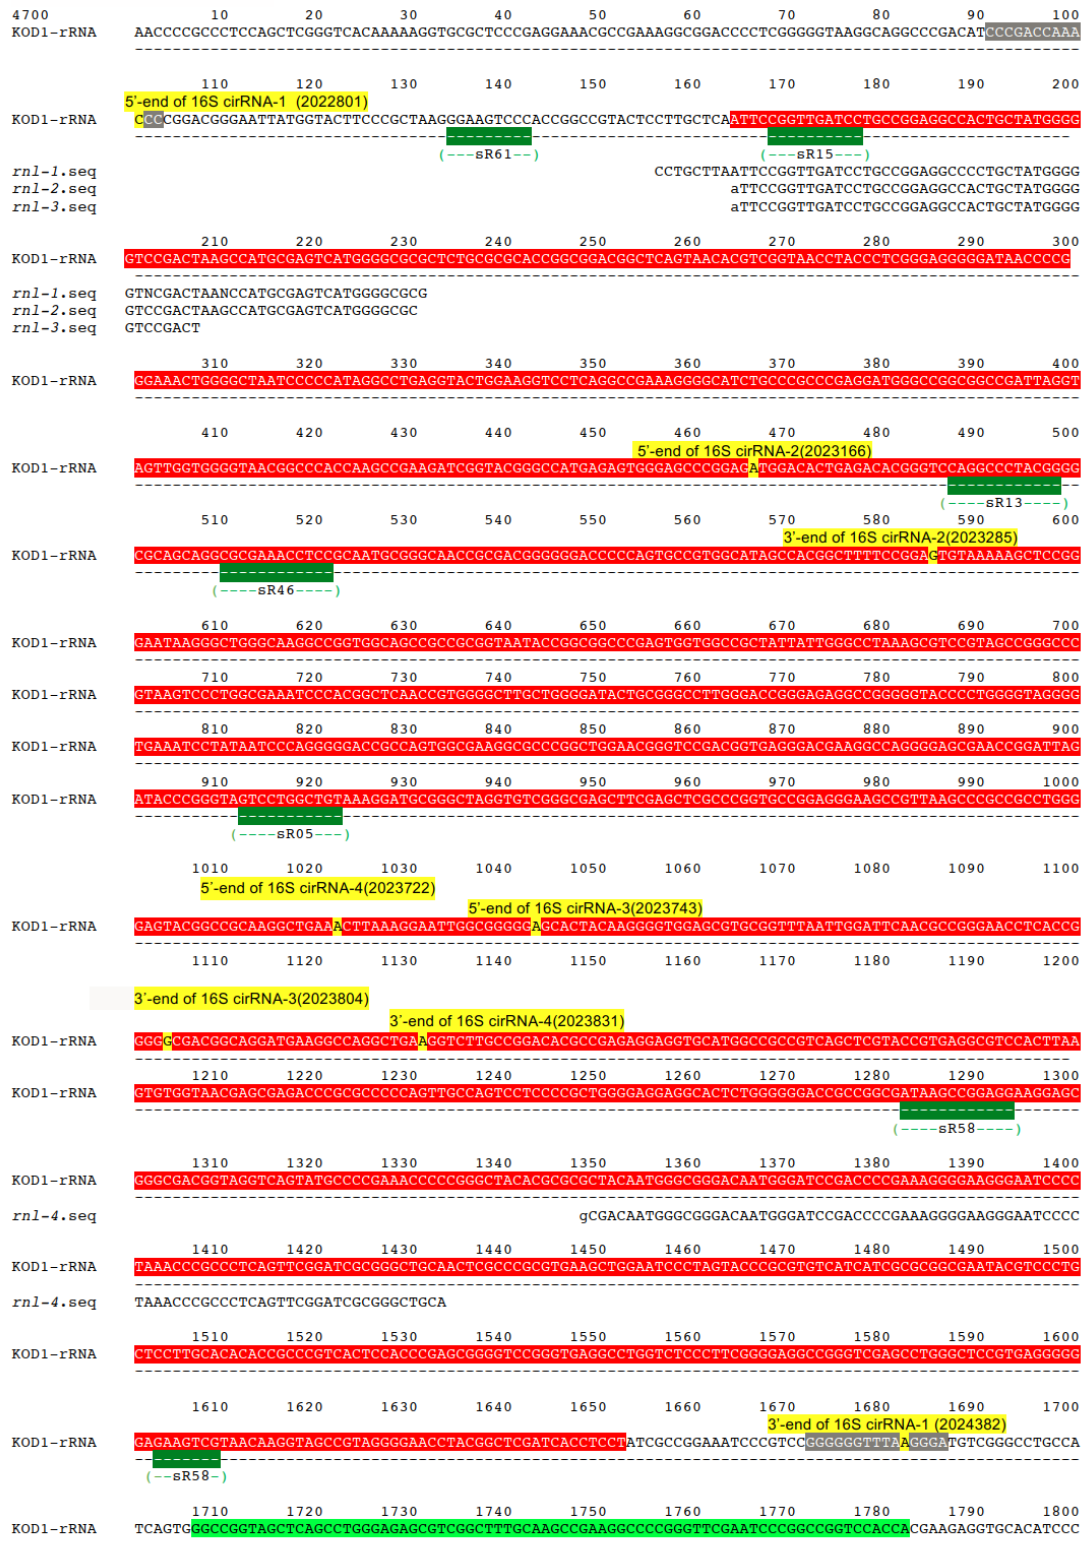 4700 10 20 30 40 50 60 70 80 90 100
KOD1-rRNA AACCCCGCCCTCCAGCTCGGGTCACAAAAAGGTGCGCTCCCGAGGAAACGCCGAAAGGCGGACCCCTCGGGGGTAAGGCAGGCCCGACATCCCGACCAAA
110 120 130 140 150 160 170 180 190 200
5'-end of 16S cirRNA-1 (2022801)
KOD1-rRNA CCCCGGACGGGAATTATGGTACTTCCCGCTAAGGGAAGTCCCACCGGCCGTACTCCTTGCTCAATTCCGGTTGATCCTGCCGGAGGCCACTGCTATGGGG
(---sR61--) (---sR15---)
rnl-1.seq CCTGCTTAATTCCGGTTGATCCTGCCGGAGGCCCCTGCTATGGGG
rnl-2.seq aTTCCGGTTGATCCTGCCGGAGGCCACTGCTATGGGG
rnl-3.seq aTTCCGGTTGATCCTGCCGGAGGCCACTGCTATGGGG
210 220 230 240 250 260 270 280 290 300
KOD1-rRNA GTCCGACTAAGCCATGCGAGTCATGGGGCGCGCTCTGCGCGCACCGGCGGACGGCTCAGTAACACGTCGGTAACCTACCCTCGGGAGGGGGATAACCCCG
rnl-1.seq GTNCGACTAANCCATGCGAGTCATGGGGCGCG
rnl-2.seq GTCCGACTAAGCCATGCGAGTCATGGGGCGC
rnl-3.seq GTCCGACT
310 320 330 340 350 360 370 380 390 400
KOD1-rRNA GGAAACTGGGGCTAATCCCCCATAGGCCTGAGGTACTGGAAGGTCCTCAGGCCGAAAGGGGCATCTGCCCGCCCGAGGATGGGCCGGCGGCCGATTAGGT
410 420 430 440 450 460 470 480 490 500
5'-end of 16S cirRNA-2(2023166)
KOD1-rRNA AGTTGGTGGGGTAACGGCCCACCAAGCCGAAGATCGGTACGGGCCATGAGAGTGGGAGCCCGGAGATGGACACTGAGACACGGGTCCAGGCCCTACGGGG
(----sR13----)
510 520 530 540 550 560 570 580 590 600
3'-end of 16S cirRNA-2(2023285)
KOD1-rRNA CGCAGCAGGCGCGAAACCTCCGCAATGCGGGCAACCGCGACGGGGGGACCCCCAGTGCCGTGGCATAGCCACGGCTTTTCCGGAGTGTAAAAAGCTCCGG
(----sR46----)
610 620 630 640 650 660 670 680 690 700
KOD1-rRNA GAATAAGGGCTGGGCAAGGCCGGTGGCAGCCGCCGCGGTAATACCGGCGGCCCGAGTGGTGGCCGCTATTATTGGGCCTAAAGCGTCCGTAGCCGGGCCC
710 720 730 740 750 760 770 780 790 700
KOD1-rRNA GTAAGTCCCTGGCGAAATCCCACGGCTCAACCGTGGGGCTTGCTGGGGATACTGCGGGCCTTGGGACCGGGAGAGGCCGGGGGTACCCCTGGGGTAGGGG
810 820 830 840 850 860 870 880 890 800
KOD1-rRNA TGAAATCCTATAATCCCAGGGGGACCGCCAGTGGCGAAGGCGCCCGGCTGGAACGGGTCCGACGGTGAGGGACGAAGGCCAGGGGAGCGAACCGGATTAG
910 920 930 940 950 960 970 980 990 1000
KOD1-rRNA ATACCCGGGTAGTCCTGGCTGTAAAGGATGCGGGCTAGGTGTCGGGCGAGCTTCGAGCTCGCCCGGTGCCGGAGGGAAGCCGTTAAGCCCGCCGCCTGGG
(----sR05---)
1010 1020 1030 1040 1050 1060 1070 1080 1090 1100
5'-end of 16S cirRNA-4(2023722)
5'-end of 16S cirRNA-3(2023743)
KOD1-rRNA GAGTACGGCCGCAAGGCTGAAACTTAAAGGAATTGGCGGGGGAGCACTACAAGGGGTGGAGCGTGCGGTTTAATTGGATTCAACGCCGGGAACCTCACCG
1110 1120 1130 1140 1150 1160 1170 1180 1190 1200
3'-end of 16S cirRNA-3(2023804)
3'-end of 16S cirRNA-4(2023831)
KOD1-rRNA GGGGCGACGGCAGGATGAAGGCCAGGCTGAAGGTCTTGCCGGACACGCCGAGAGGAGGTGCATGGCCGCCGTCAGCTCGTACCGTGAGGCGTCCACTTAA
1210 1220 1230 1240 1250 1260 1270 1280 1290 1300
KOD1-rRNA GTGTGGTAACGAGCGAGACCCGCGCCCCCAGTTGCCAGTCCTCCCCGCTGGGGAGGAGGCACTCTGGGGGGACCGCCGGCGATAAGCCGGAGGAAGGAGC
(----sR58----)
1310 1320 1330 1340 1350 1360 1370 1380 1390 1400
KOD1-rRNA GGGCGACGGTAGGTCAGTATGCCCCGAAACCCCCGGGCTACACGCGCGCTACAATGGGCGGGACAATGGGATCCGACCCCGAAAGGGGAAGGGAATCCCC
rnl-4.seq gCGACAATGGGCGGGACAATGGGATCCGACCCCGAAAGGGGAAGGGAATCCCC
1410 1420 1430 1440 1450 1460 1470 1480 1490 1500
KOD1-rRNA TAAACCCGCCCTCAGTTCGGATCGCGGGCTGCAACTCGCCCGCGTGAAGCTGGAATCCCTAGTACCCGCGTGTCATCATCGCGCGGCGAATACGTCCCTG
rnl-4.seq TAAACCCGCCCTCAGTTCGGATCGCGGGCTGCA
1510 1520 1530 1540 1550 1560 1570 1580 1590 1600
KOD1-rRNA CTCCTTGCACACACCGCCCGTCACTCCACCCGAGCGGGGTCCGGGTGAGGCCTGGTCTCCCTTCGGGGAGGCCGGGTCGAGCCTGGGCTCCGTGAGGGGG
1610 1620 1630 1640 1650 1660 1670 1680 1690 1700
3'-end of 16S cirRNA-1 (2024382)
KOD1-rRNA GAGAAGTCGTAACAAGGTAGCCGTAGGGGAACCTACGGCTCGATCACCTCCTATCGCCGGAAATCCCGTCCGGGGGGTTTAAGGGATGTCGGGCCTGCCA
(--sR58-)
1710 1720 1730 1740 1750 1760 1770 1780 1790 1800
KOD1-rRNA TCAGTGGGCCGGTAGCTCAGCCTGGGAGAGCGTCGGCTTTGCAAGCCGAAGGCCCCGGGTTCGAATCCCGGCCGGTCCACCACGAAGAGGTGCACATCCC